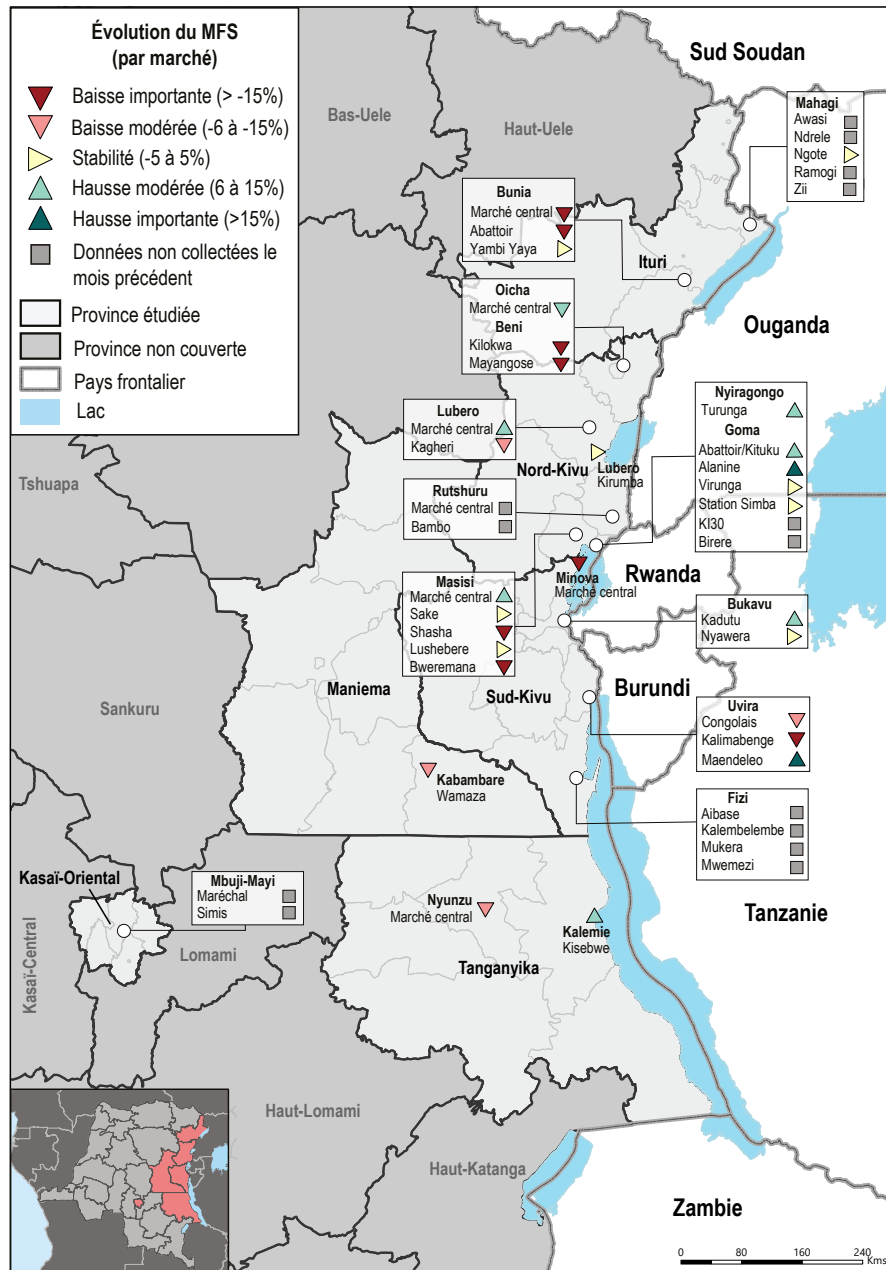 Évolution du MFS
(par marché)
Baisse importante (> -15%)
Baisse modérée (-6 à -15%)
Stabilité (-5 à 5%)
Hausse modérée (6 à 15%)
Hausse importante (>15%)
Données non collectées le
mois précédent
Province étudiée
Province non couverte
Pays frontalier
Lac
Sud Soudan
Bas-Uele
Haut-Uele
Mahagi
Awasi
Ndrele
Ngote
Ramogi
Zii
Bunia
Marché central
Abattoir
Yambi Yaya
Ituri
Oicha
Marché central
Beni
Kilokwa
Mayangose
Ouganda
Lubero
Marché central
Kagheri
Nord-Kivu
Lubero
Kirumba
Nyiragongo
Turunga
Goma
Abattoir/Kituku
Alanine
Virunga
Station Simba
KI30
Birere
Tshuapa
Rutshuru
Marché central
Bambo
Minova
Marché central
Rwanda
Masisi
Marché central
Sake
Shasha
Lushebere
Bweremana
Bukavu
Kadutu
Nyawera
Maniema
Sud-Kivu
Burundi
Sankuru
Uvira
Congolais
Kalimabenge
Maendeleo
Kabambare
Wamaza
Fizi
Aibase
Kalembelembe
Mukera
Mwemezi
Kasaï-Oriental
Mbuji-Mayi
Maréchal
Simis
Nyunzu
Marché central
Kalemie
Kisebwe
Tanzanie
Kasaï-Central
Lomami
Tanganyika
Haut-Lomami
Haut-Katanga
Zambie
0 80 160 240
Kms